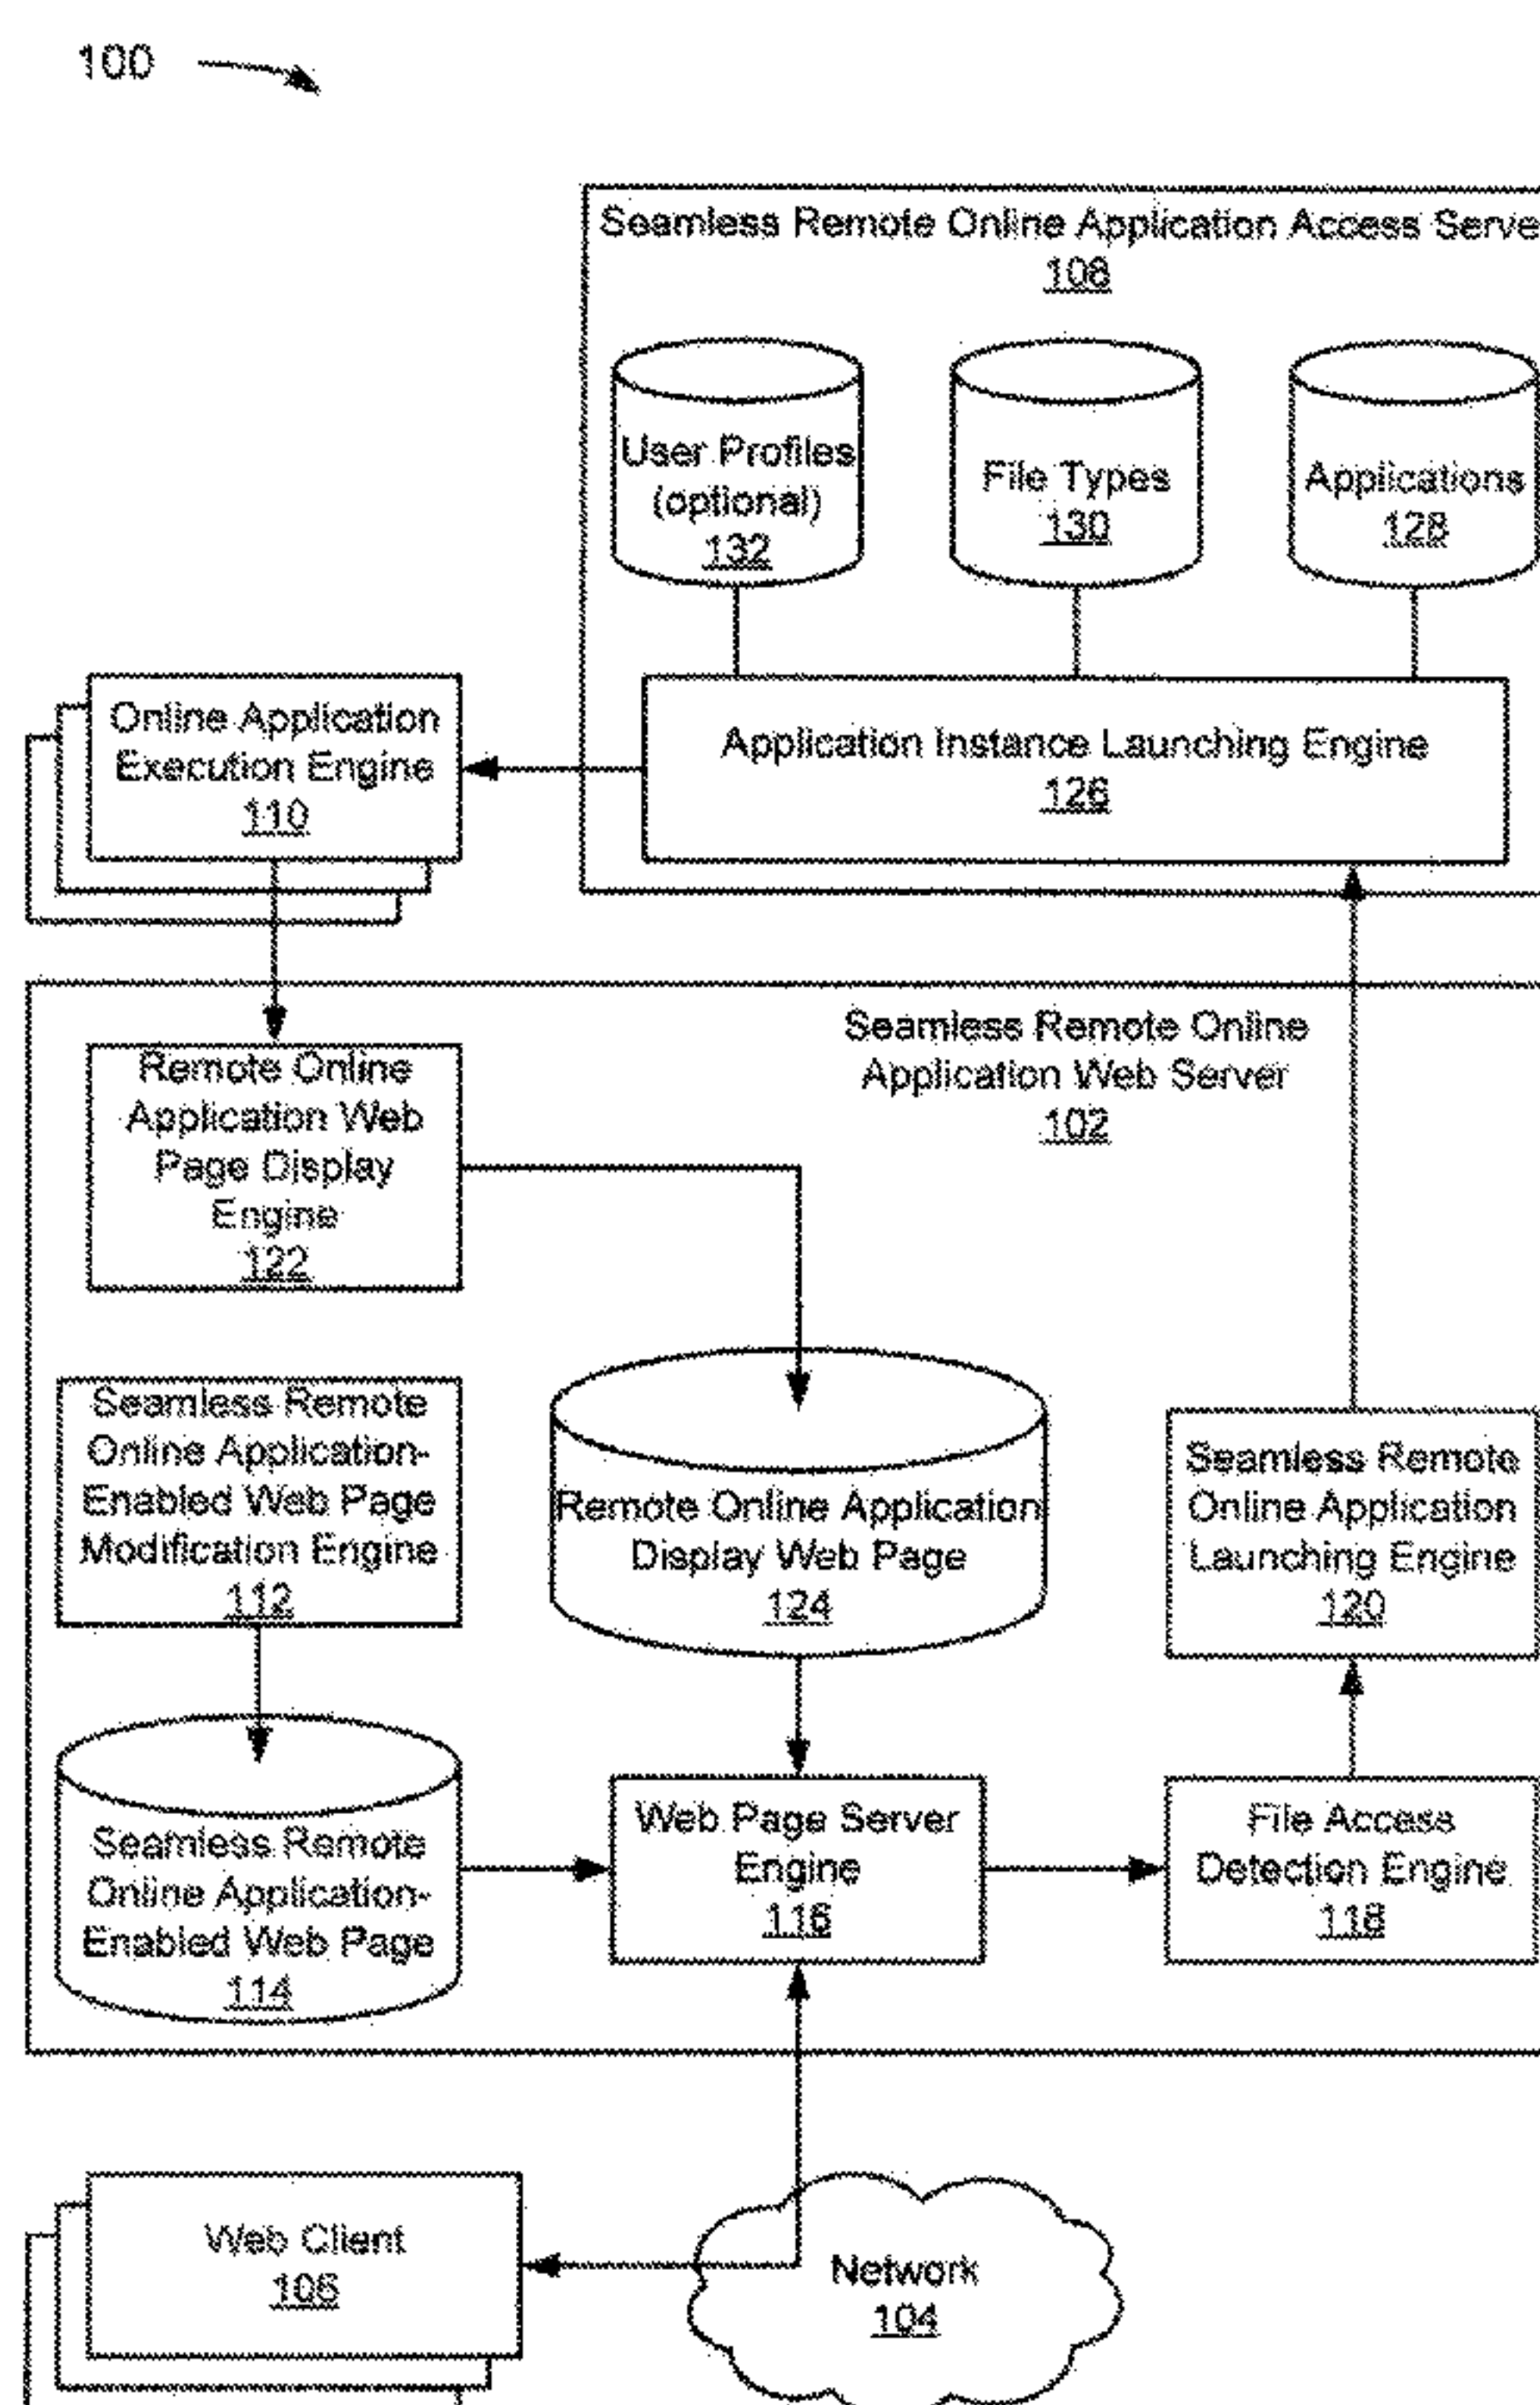 100
Seamless Remote Online Application Access Serve
108
User Profiles
(optional)
132
File Types
130
Applications
128
Online Application
Execution Engine
110
Application Instance Launching Engine
126
Seamless Remote Online
Application Web Server
102
Remote Online
Application Web
Page Display
Engine
122
Seamless Remote
Online Application-
Enabled Web Page
Modification Engine
112
Remote Online Application
Display Web Page
124
Seamless Remote
Online Application
Launching Engine
120
Seamless Remote
Online Application-
Enabled Web Page
114
Web Page Server
Engine
116
File Access
Detection Engine
118
Web Client
106
Network
104